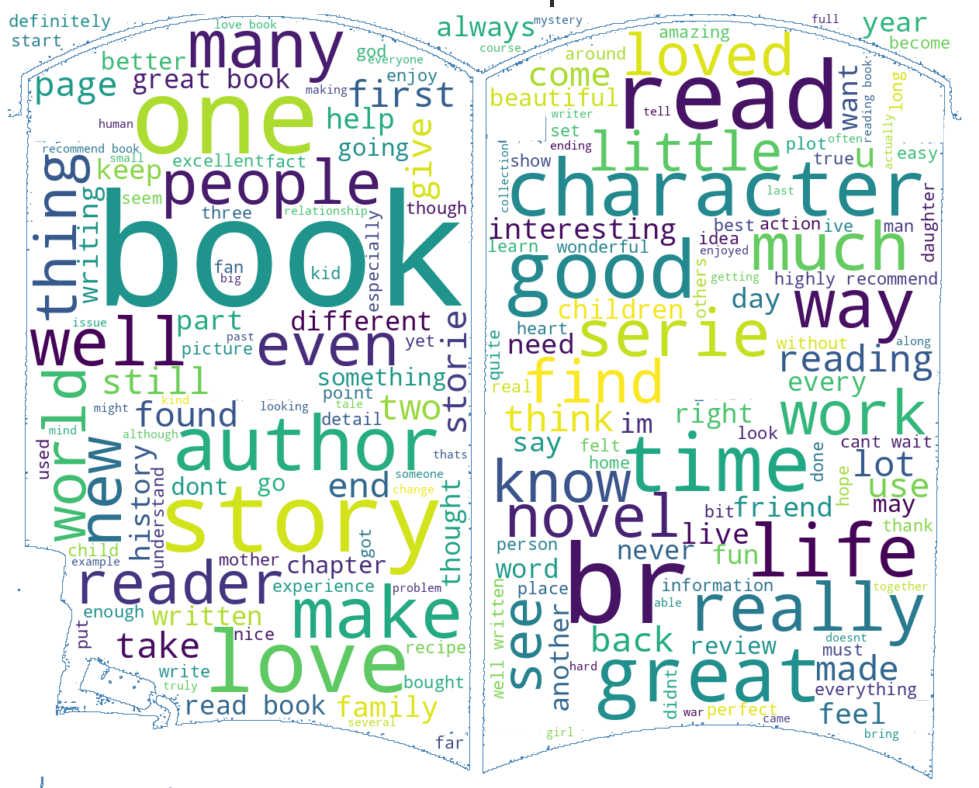 definitely
start
love book
many
god
everyone
better
great book
enjoy
page
making
first
one
human
help
going
recommend book
small
keep
excellent
fact
give
thing
writing
seem
people
three
relationship
though
book
fan
big
kid
especially
issue
well
part
picture
different
past
even
yet
storie
world
still
something
point
tale
two
kind
might
found
looking
detail
mind
although
author
thats
used
new
history
understand
dont
go
end
someone
change
story
got
thought
child
example
mother
chapter
reader
experience
problem
enough
written
make
put
take
nice
love
recipe
write
truly
bought
read book
family
several
far
always
mystery
course
full
year
become
amazing
around
loved
come
beautiful
read
tell
want
reading book
long
writer
set
ending
little
plot
often
true
u
actually
easy
collection
show
character
last
daughter
interesting
best
action
ive
man
learn
wonderful
idea
enjoyed
much
good
others
getting
highly recommend
children
day
way
heart
quite
need
serie
without
along
reading
real
find
every
think
im
right
work
say
felt
look
cant wait
home
time
done
hope
lot
use
know
novel
bit
friend
may
live
thank
person
never
fun
life
word
br
place
information
able
together
well written
see
another
really
back
review
doesnt
must
hard
great
made
everything
didnt
war
perfect
came
feel
girl
bring